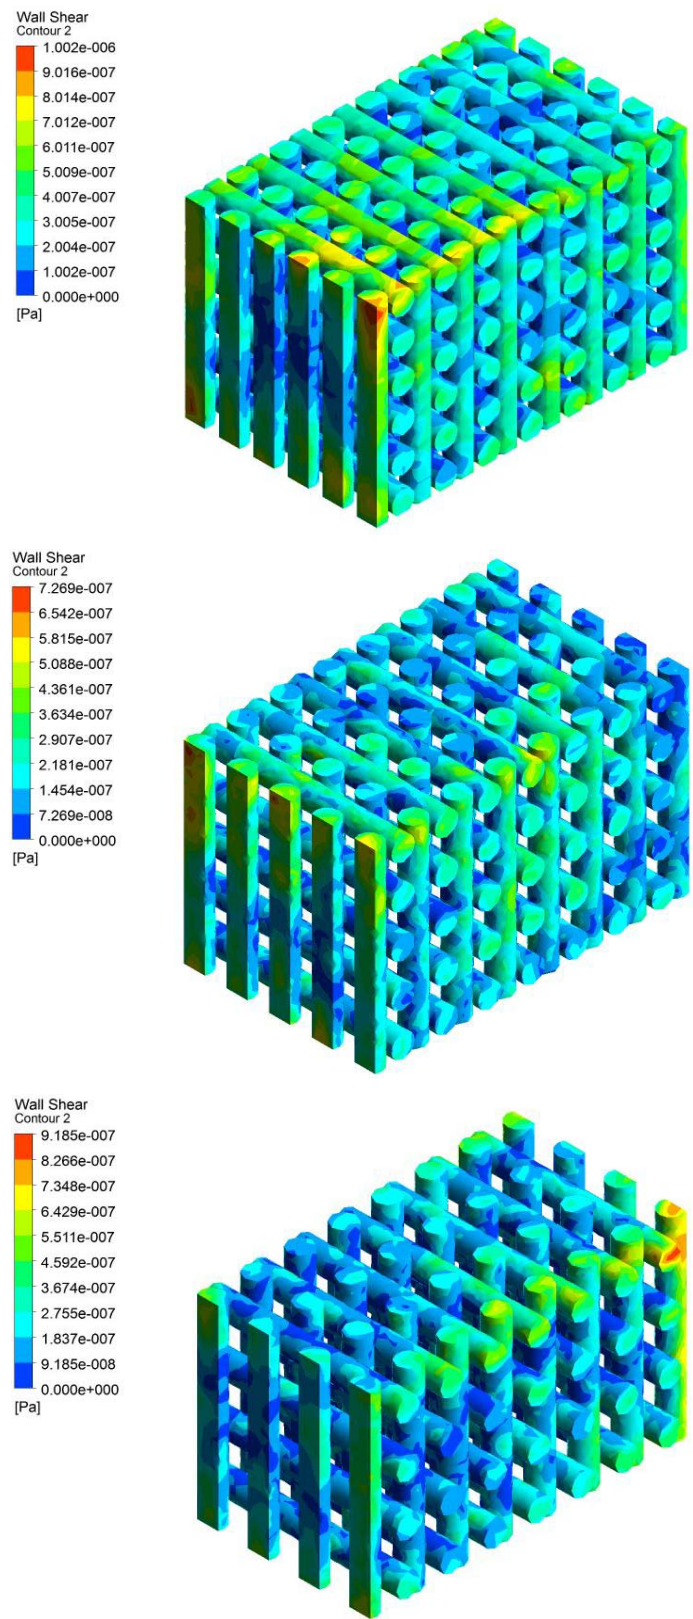 Wall Shear
Contour 2
1.002e-006
9.016e-007
8.014e-007
7.012e-007
6.011e-007
5.009e-007
4.007e-007
3.005e-007
2.004e-007
1.002e-007
0.000e+000
[Pa]
Wall Shear
Contour 2
7.269e-007
6.542e-007
5.815e-007
5.088e-007
4.361e-007
3.634e-007
2.907e-007
2.181e-007
1.454e-007
7.269e-008
0.000e+000
[Pa]
Wall Shear
Contour 2
9.185e-007
8.266e-007
7.348e-007
6.429e-007
5.511e-007
4.592e-007
3.674e-007
2.755e-007
1.837e-007
9.185e-008
0.000e+000
[Pa]